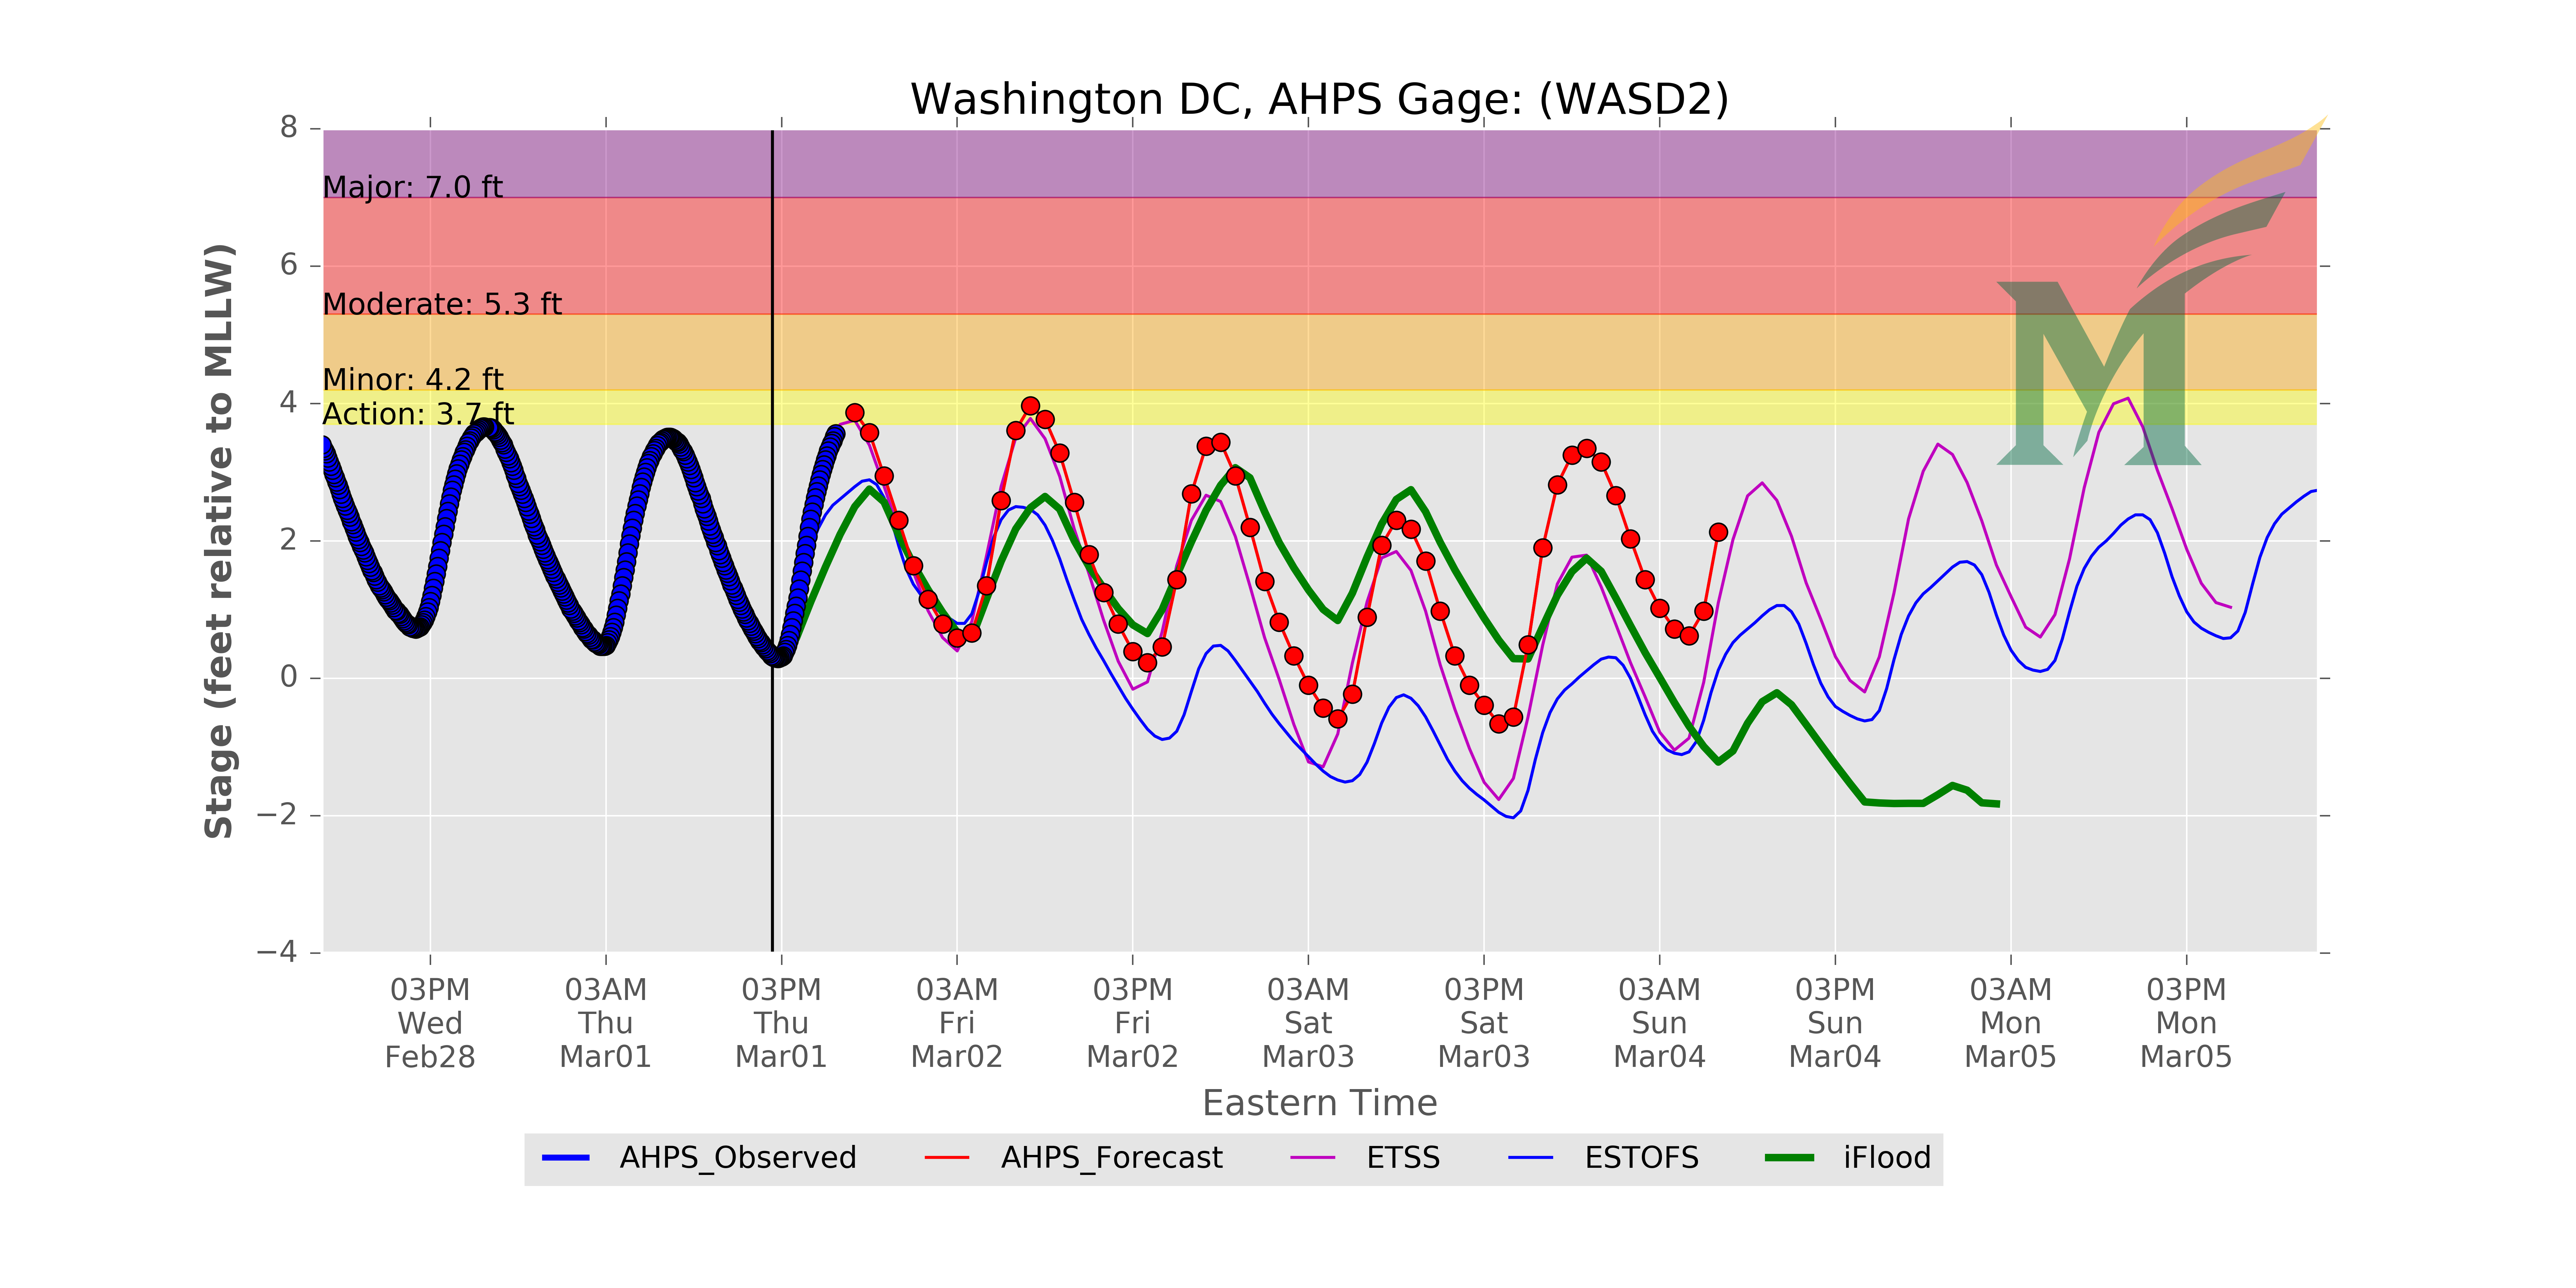 Washington DC, AHPS Gage: (WASD2)
Stage (feet relative to MLLW)
8
6
4
2
0
−2
−4
Major: 7.0 ft
Moderate: 5.3 ft
Minor: 4.2 ft
Action: 3.7 ft
M
03PM 03AM 03PM 03AM 03PM 03AM 03PM 03AM 03PM 03AM 03PM
Wed Thu Thu Fri Fri Sat Sat Sun Sun Mon Mon
Feb28 Mar01 Mar01 Mar02 Mar02 Mar03 Mar03 Mar04 Mar04 Mar05 Mar05
Eastern Time
AHPS_Observed AHPS_Forecast ETSS ESTOFS iFlood